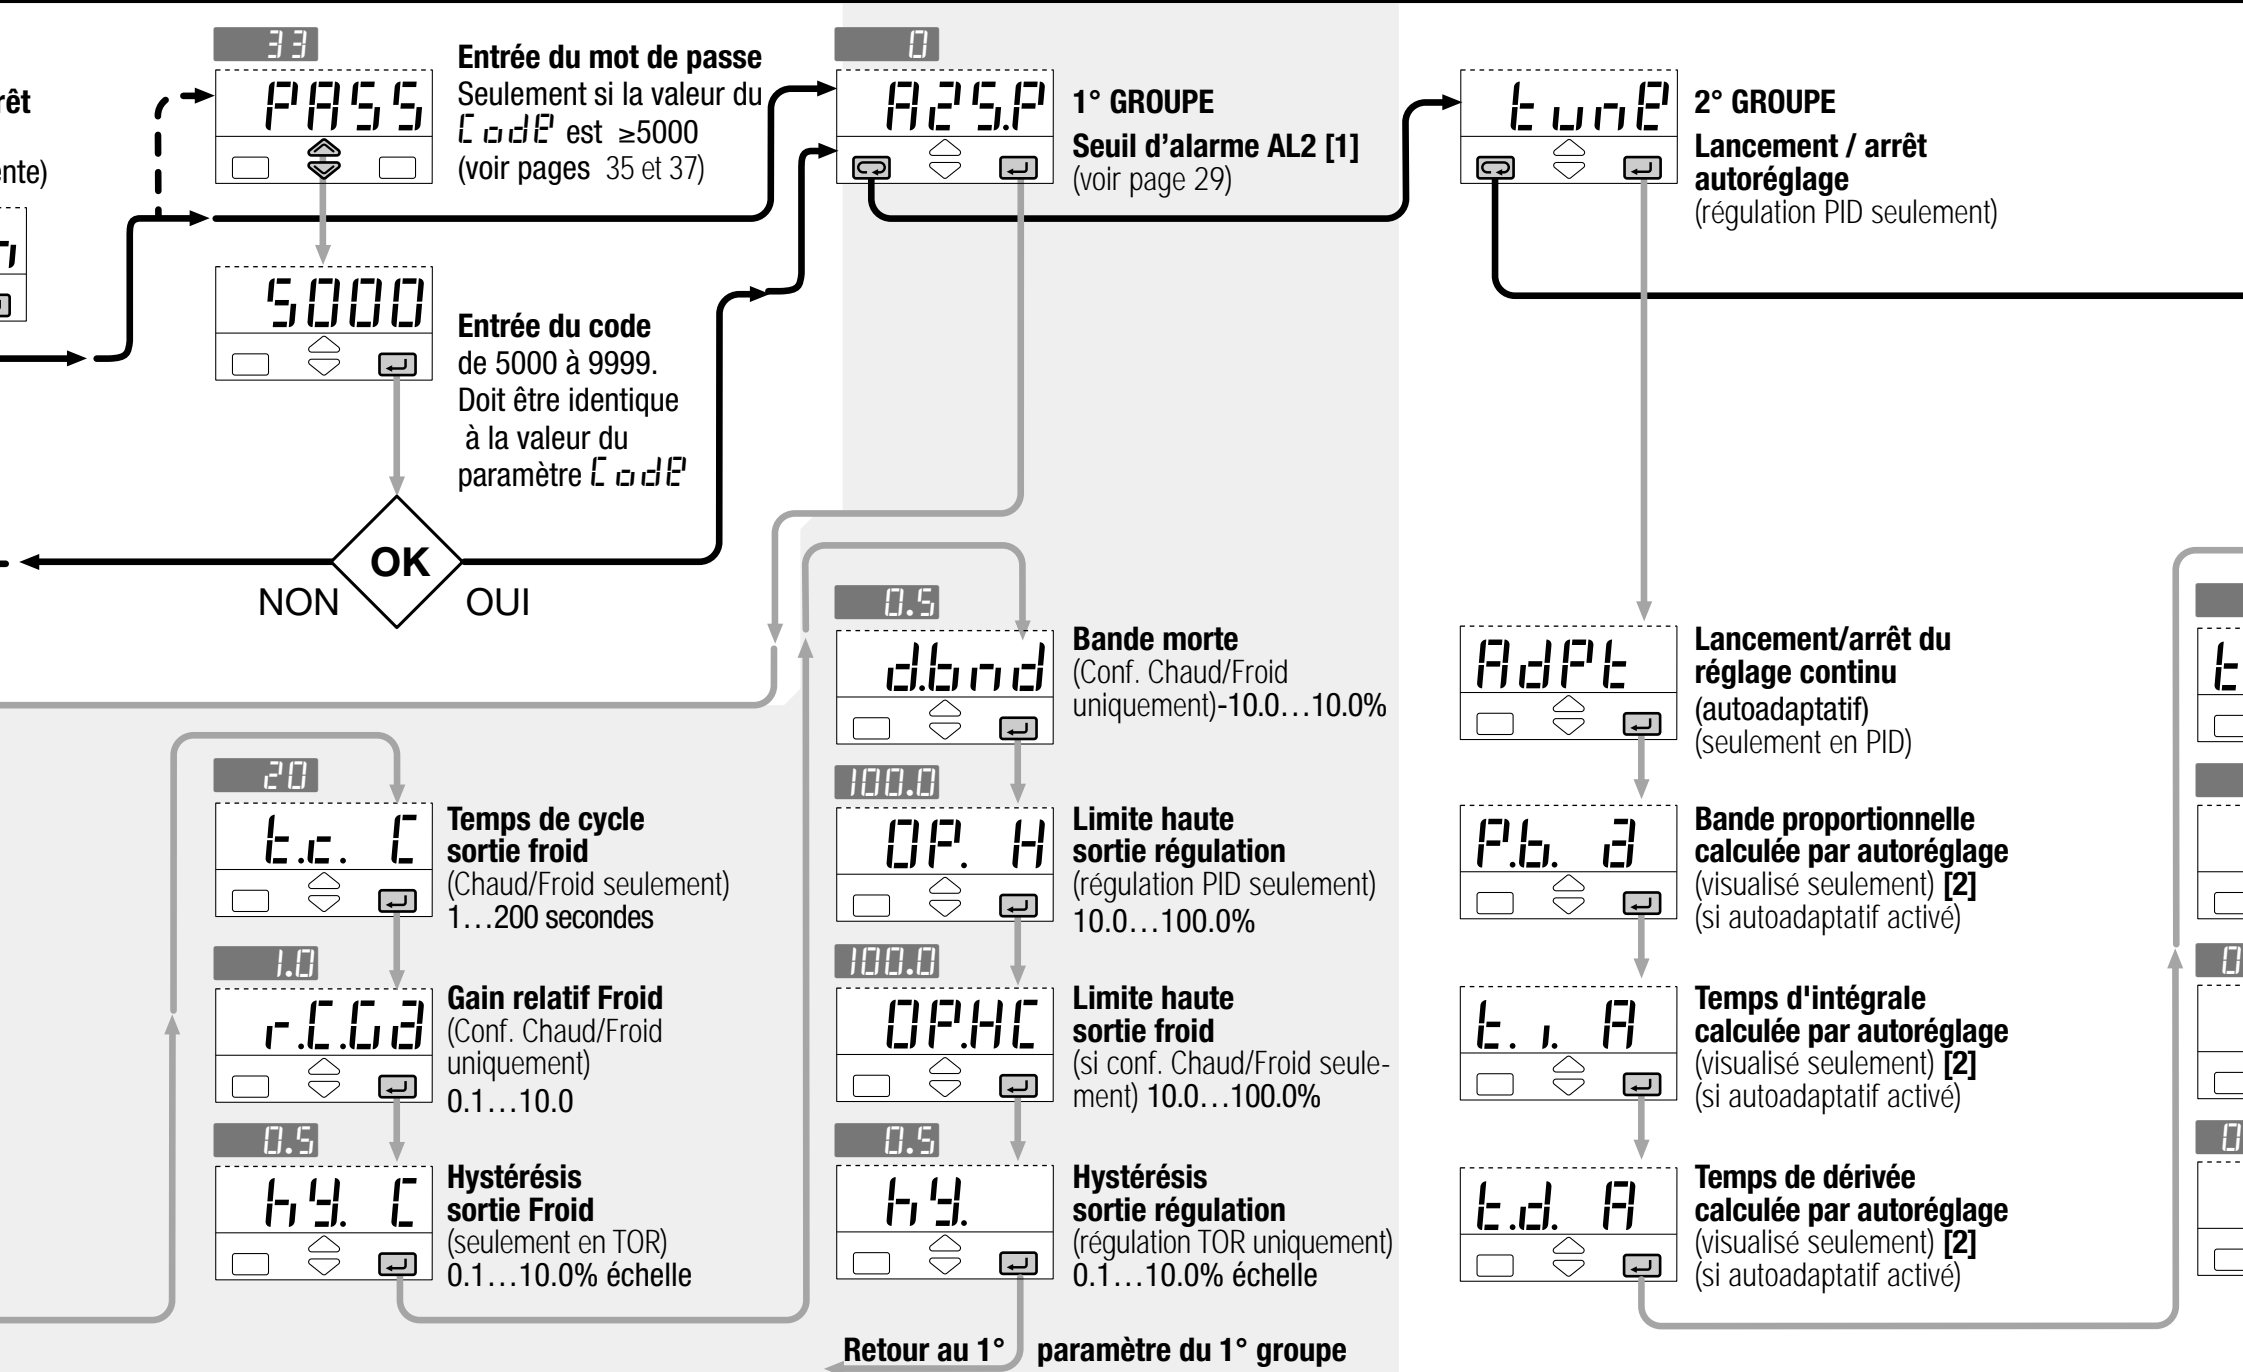 rêt
ente)
33
PASS
Entrée du mot de passe
Seulement si la valeur du
CodE est ≥5000
(voir pages 35 et 37)
5000
Entrée du code
de 5000 à 9999.
Doit être identique
à la valeur du
paramètre CodE
OK
NON
OUI
0
A2S.P
1° GROUPE
Seuil d'alarme AL2 [1]
(voir page 29)
tunE
2° GROUPE
Lancement / arrêt
autoréglage
(régulation PID seulement)
20
t.c. C
Temps de cycle
sortie froid
(Chaud/Froid seulement)
1…200 secondes
1.0
r.C.Ga
Gain relatif Froid
(Conf. Chaud/Froid
uniquement)
0.1…10.0
0.5
hy. C
Hystérésis
sortie Froid
(seulement en TOR)
0.1…10.0% échelle
0.5
d.bnd
Bande morte
(Conf. Chaud/Froid
uniquement)-10.0…10.0%
100.0
OP. H
Limite haute
sortie régulation
(régulation PID seulement)
10.0…100.0%
100.0
OP.HC
Limite haute
sortie froid
(si conf. Chaud/Froid seule-
ment) 10.0…100.0%
0.5
hy.
Hystérésis
sortie régulation
(régulation TOR uniquement)
0.1…10.0% échelle
Retour au 1° paramètre du 1° groupe
AdPt
Lancement/arrêt du
réglage continu
(autoadaptatif)
(seulement en PID)
P.b. a
Bande proportionnelle
calculée par autoréglage
(visualisé seulement) [2]
(si autoadaptatif activé)
t. i. A
Temps d'intégrale
calculée par autoréglage
(visualisé seulement) [2]
(si autoadaptatif activé)
t.d. A
Temps de dérivée
calculée par autoréglage
(visualisé seulement) [2]
(si autoadaptatif activé)
t
0
0